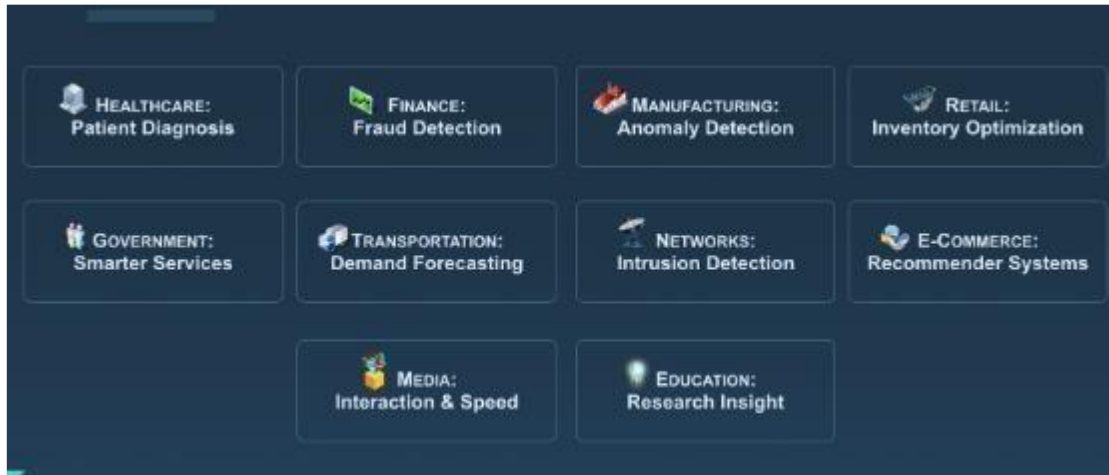 HEALTHCARE:
Patient Diagnosis
FINANCE:
Fraud Detection
MANUFACTURING:
Anomaly Detection
RETAIL:
Inventory Optimization
GOVERNMENT:
Smarter Services
TRANSPORTATION:
Demand Forecasting
NETWORKS:
Intrusion Detection
E-COMMERCE:
Recommender Systems
MEDIA:
Interaction & Speed
EDUCATION:
Research Insight